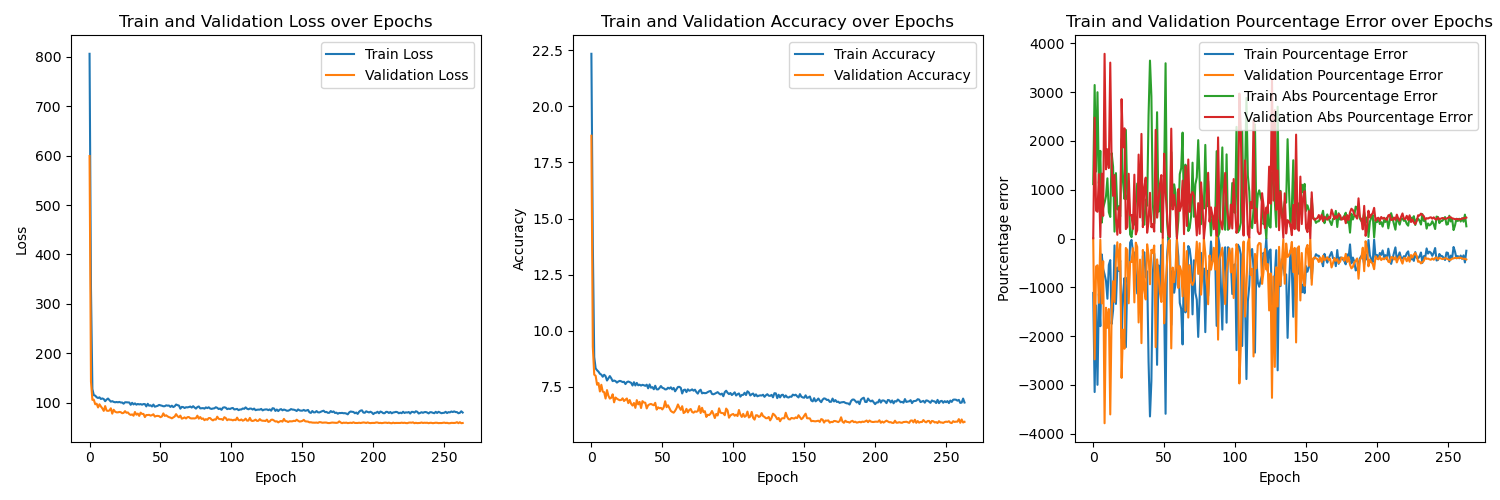 Train and Validation Loss over Epochs
Train Loss
Validation Loss
800
700
600
500
400
300
200
100
Loss
0
50
100
150
200
250
Epoch
Train and Validation Accuracy over Epochs
Train Accuracy
Validation Accuracy
22.5
20.0
17.5
15.0
12.5
10.0
7.5
Accuracy
0
50
100
150
200
250
Epoch
Train and Validation Pourcentage Error over Epochs
Train Pourcentage Error
Validation Pourcentage Error
Train Abs Pourcentage Error
Validation Abs Pourcentage Error
4000
3000
2000
1000
0
−1000
−2000
−3000
−4000
Pourcentage error
0
50
100
150
200
250
Epoch